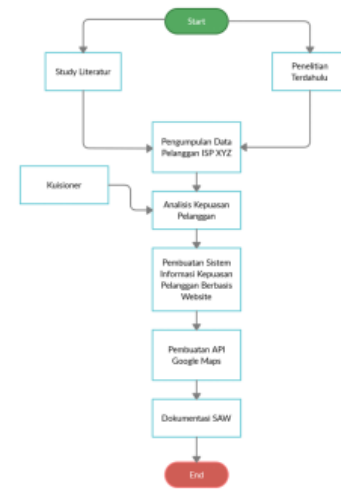 Start
Study Literatur
Penelitian
Terdahulu
Pengumpulan Data
Pelanggan ISP XYZ
Kuisioner
Analisis Kepuasan
Pelanggan
Pembuatan Sistem
Informasi Kepuasan
Pelanggan Berbasis
Website
Pembuatan API
Google Maps
Dokumentasi SAW
End